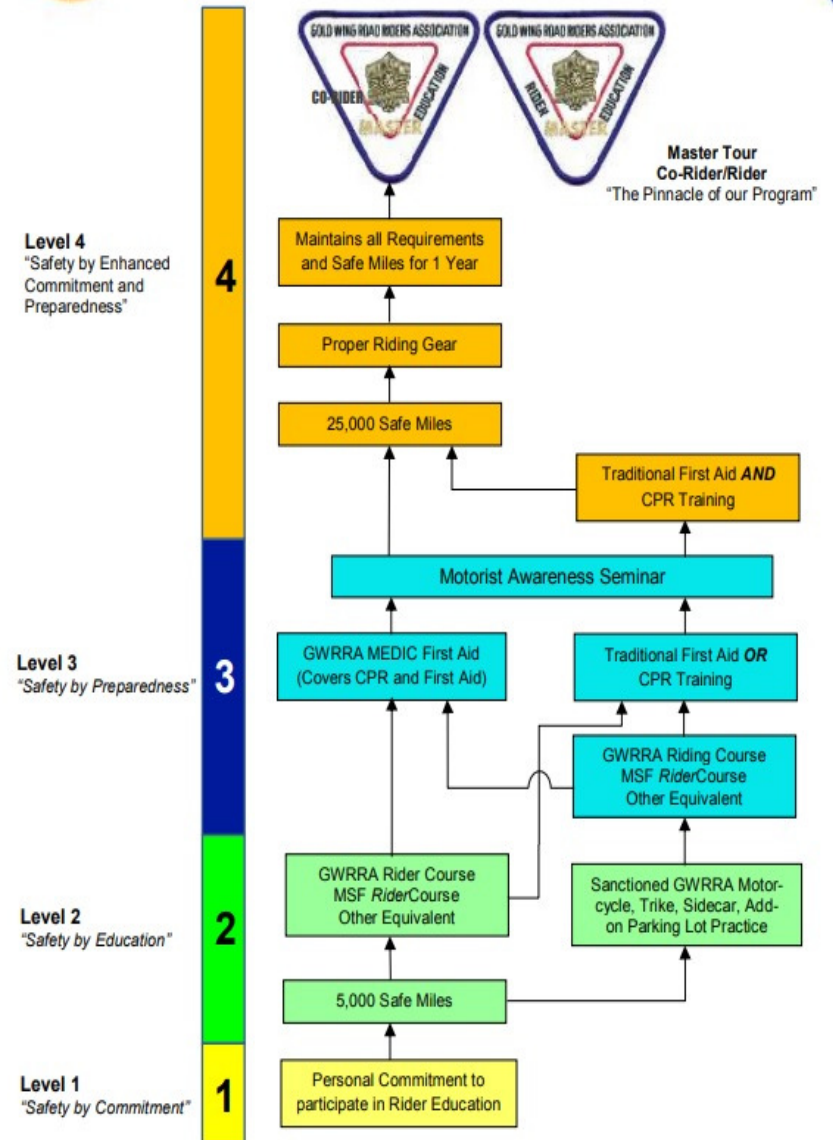 GOLD WING ROAD RIDERS ASSOCIATION
CO-RIDER
EDUCATION
MASTER
GOLD WING ROAD RIDERS ASSOCIATION
RIDER
EDUCATION
MASTER
Master Tour
Co-Rider/Rider
"The Pinnacle of our Program"
Level 4
"Safety by Enhanced
Commitment and
Preparedness"
4
Maintains all Requirements
and Safe Miles for 1 Year
Proper Riding Gear
25,000 Safe Miles
Traditional First Aid AND
CPR Training
Motorist Awareness Seminar
Level 3
"Safety by Preparedness"
3
GWRRA MEDIC First Aid
(Covers CPR and First Aid)
Traditional First Aid OR
CPR Training
GWRRA Riding Course
MSF RiderCourse
Other Equivalent
Level 2
"Safety by Education"
2
GWRRA Rider Course
MSF RiderCourse
Other Equivalent
Sanctioned GWRRA Motor-
cycle, Trike, Sidecar, Add-
on Parking Lot Practice
5,000 Safe Miles
Level 1
"Safety by Commitment"
1
Personal Commitment to
participate in Rider Education